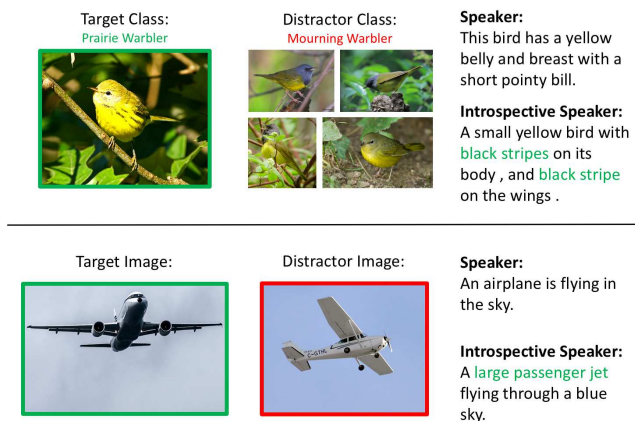 Target Class:
Prairie Warbler
Distractor Class:
Mourning Warbler
Speaker:
This bird has a yellow
belly and breast with a
short pointy bill.
Introspective Speaker:
A small yellow bird with
black stripes on its
body , and black stripe
on the wings .
Target Image:
Distractor Image:
Speaker:
An airplane is flying in
the sky.
Introspective Speaker:
A large passenger jet
flying through a blue
sky.